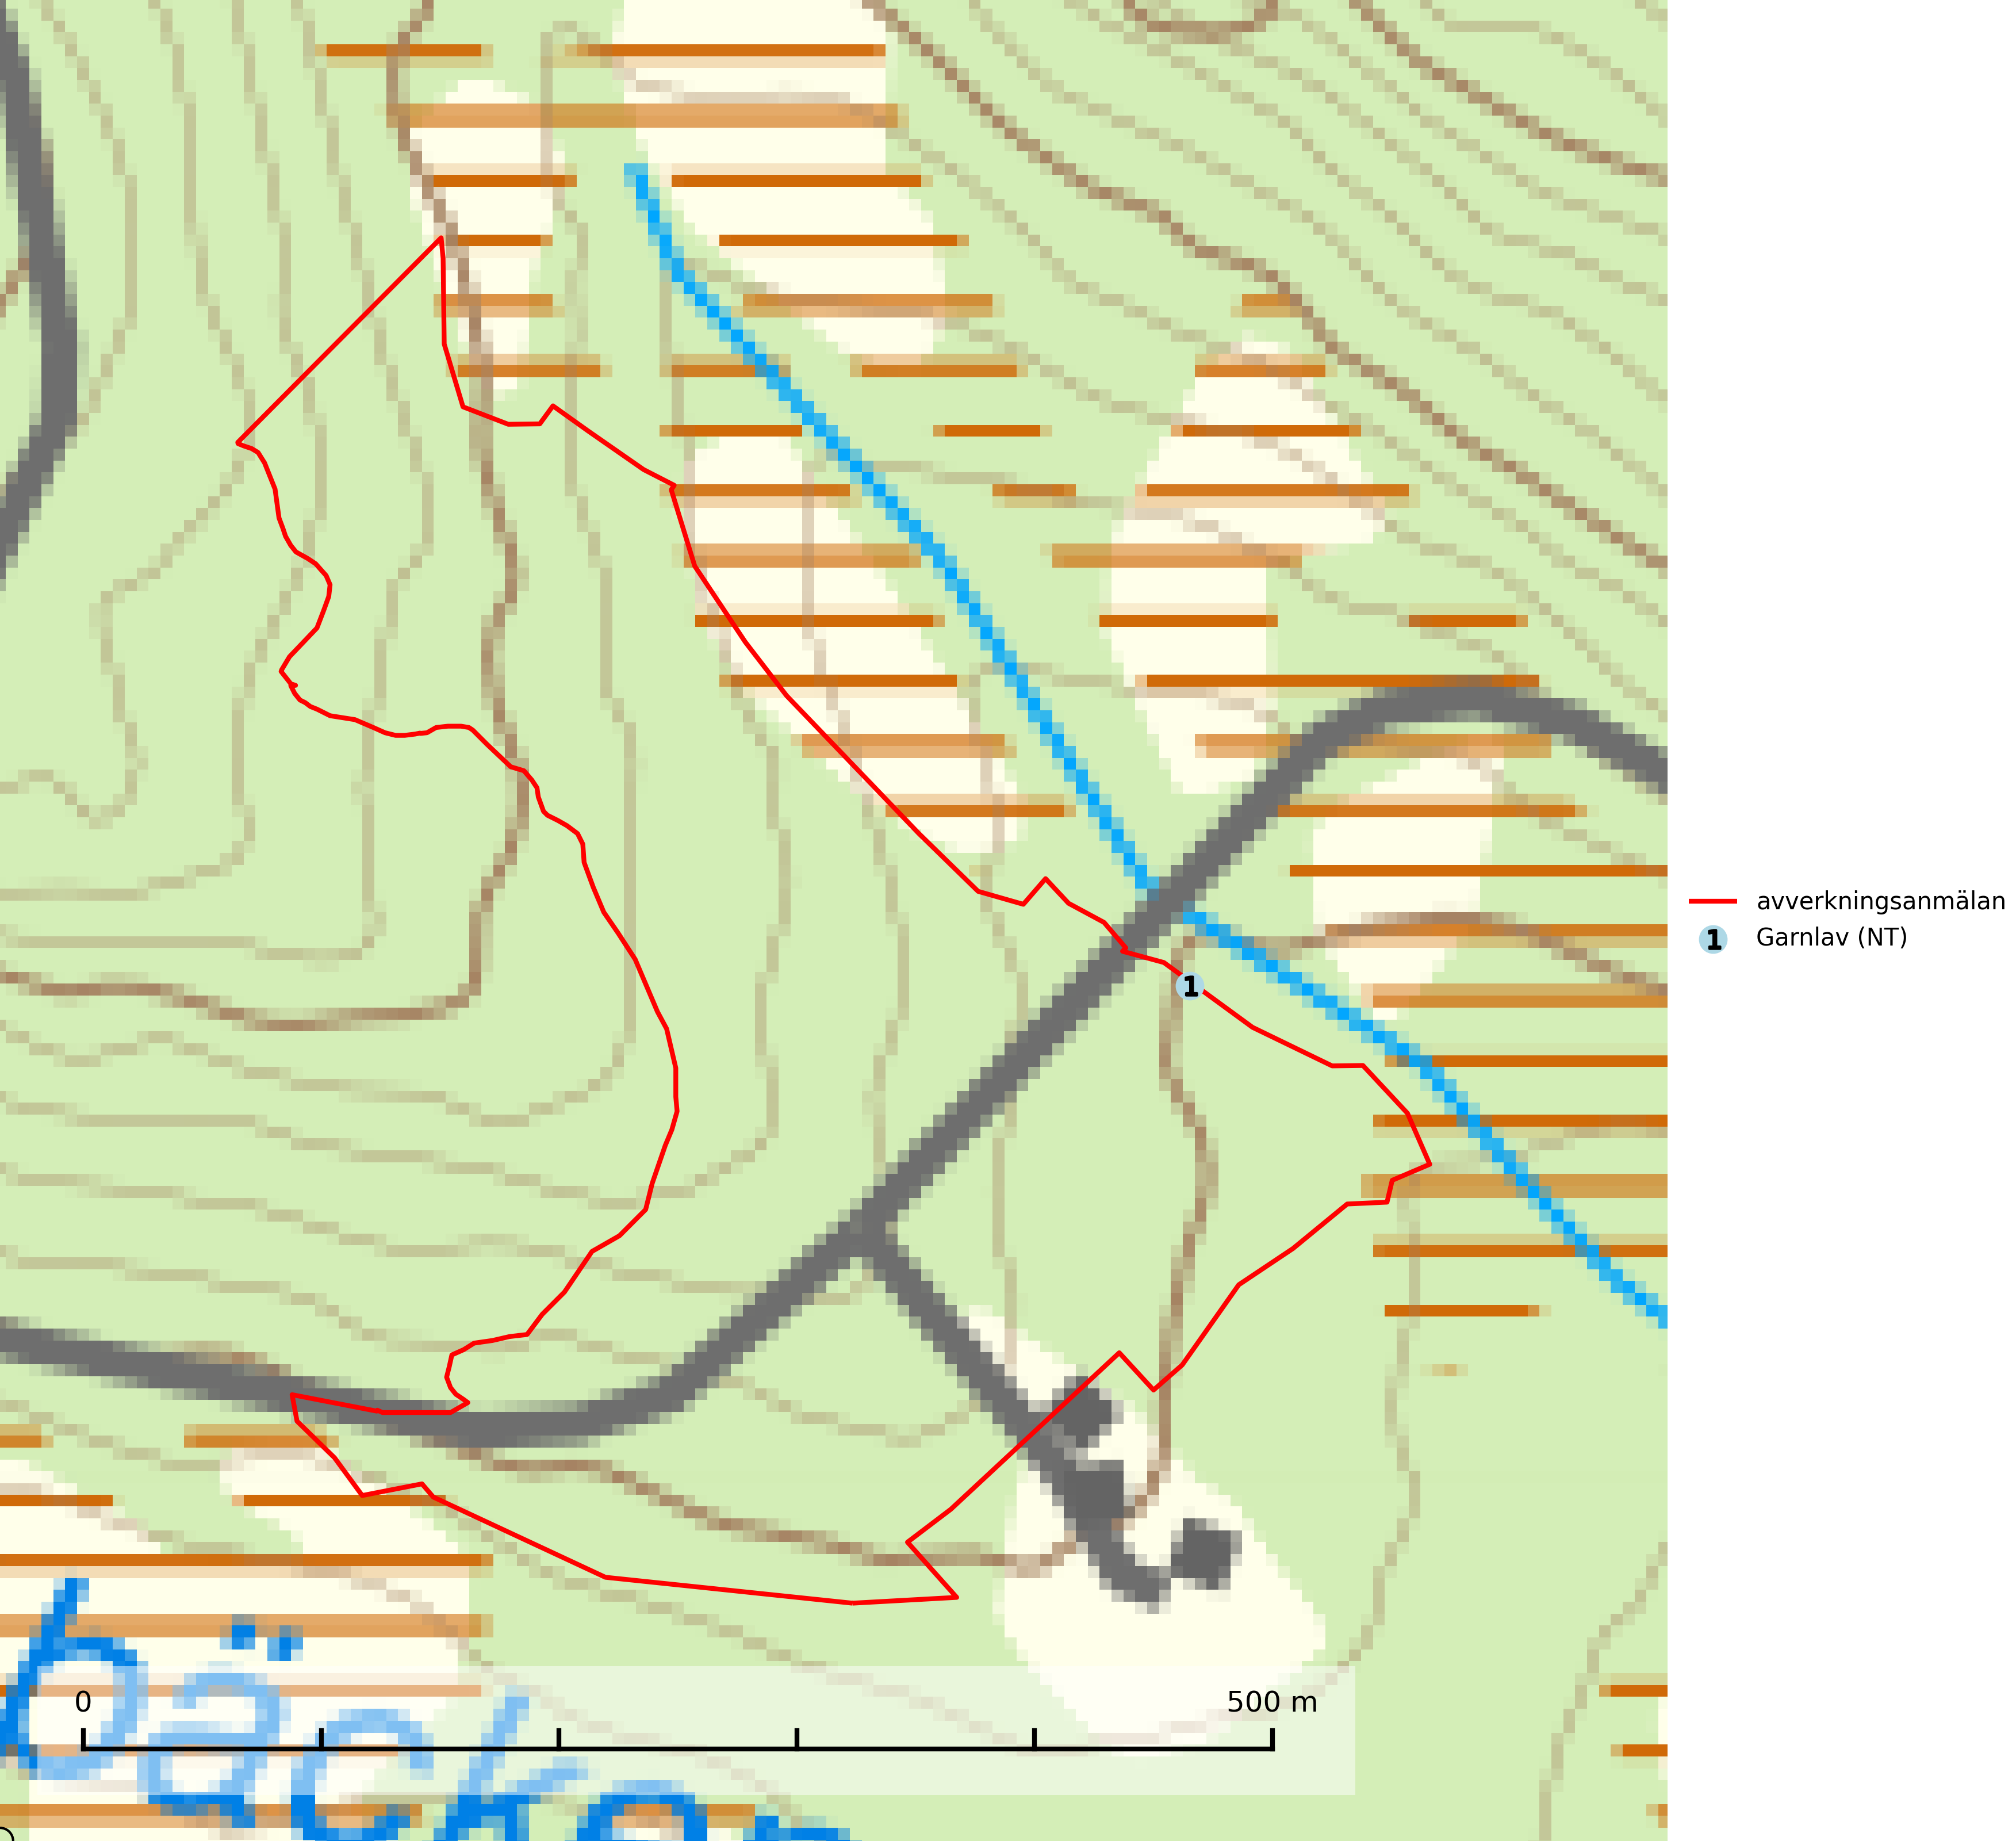 avverkningsanmälan
1 Garnlav (NT)
1
0 500 m